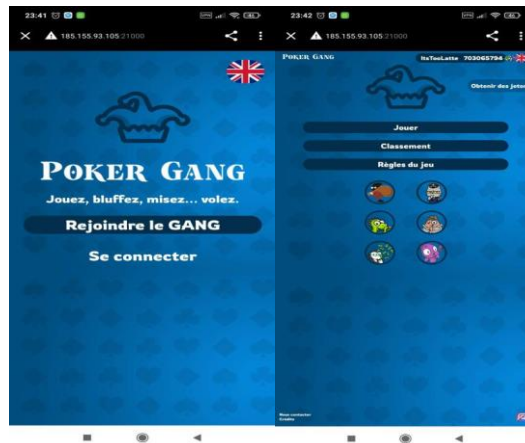 23:41
185.155.93.105:21000
POKER GANG
Jouez, bluffez, misez... volez.
Rejoindre le GANG
Se connecter
23:42
185.155.93.105:21000
POKER GANG
ItsTooLatte 703065794
Obtenir des jetons
Jouer
Classement
Règles du jeu
Nous contacter
Crédits